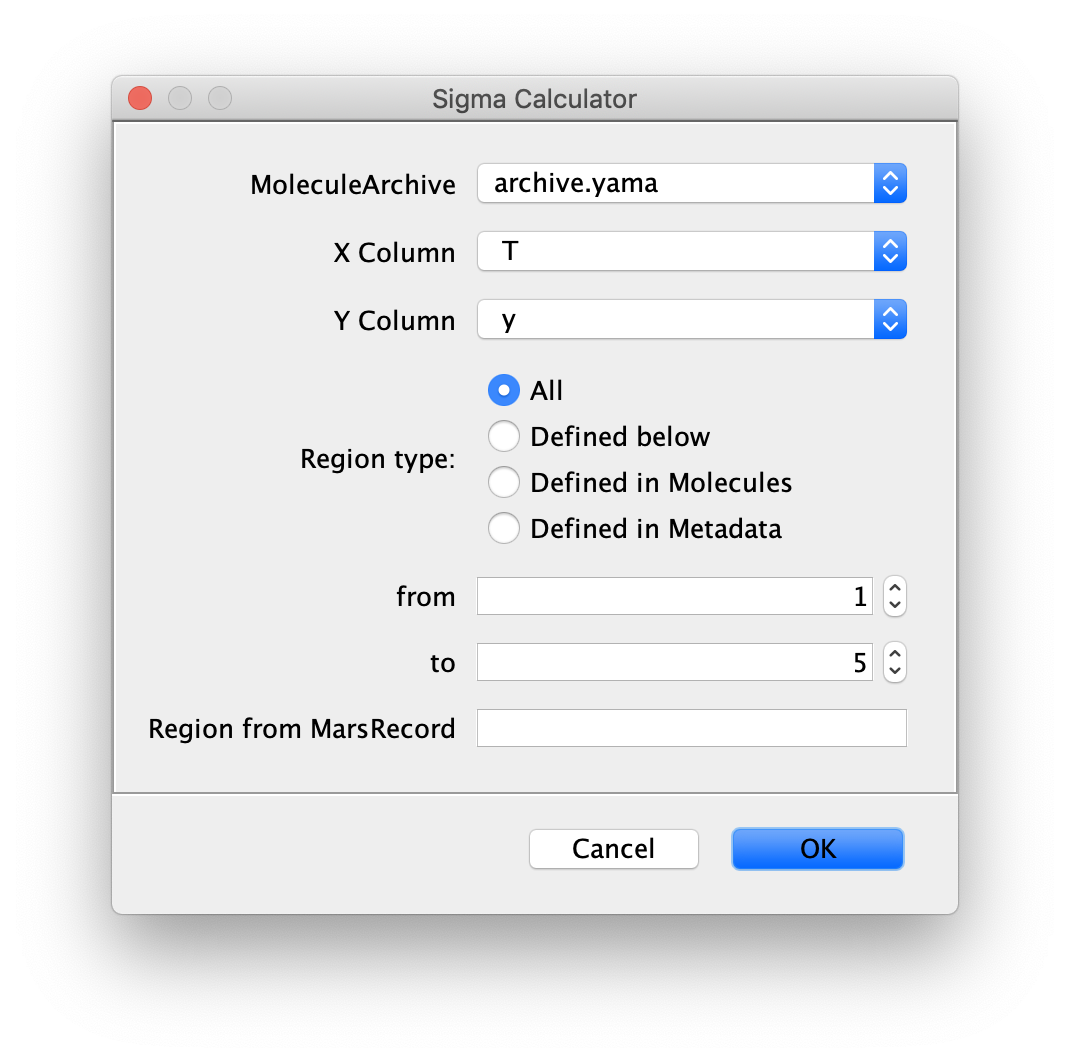 Sigma Calculator
MoleculeArchive archive.yama
X Column T
Y Column y
Region type:
All
Defined below
Defined in Molecules
Defined in Metadata
from 1
to 5
Region from MarsRecord
Cancel OK